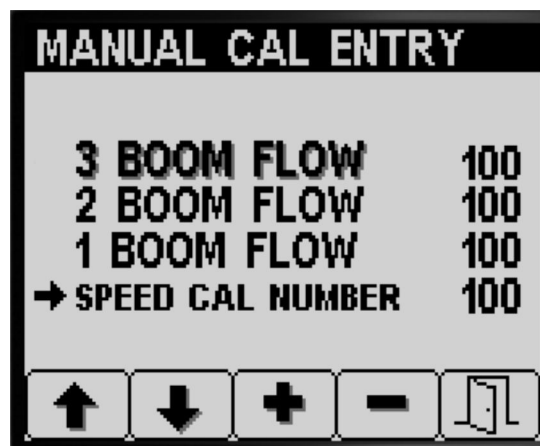 MANUAL CAL ENTRY
3 BOOM FLOW 100
2 BOOM FLOW 100
1 BOOM FLOW 100
SPEED CAL NUMBER 100